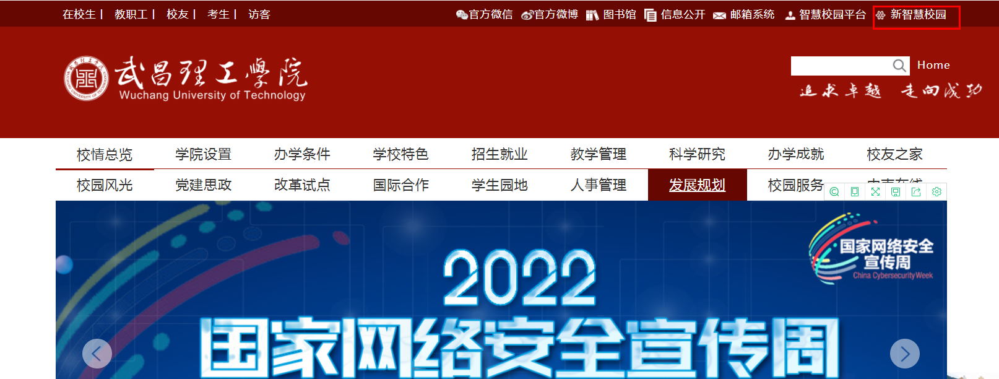 在校生 | 教职工 | 校友 | 考生 | 访客 官方微信 官方微博 图书馆 信息公开 邮箱系统 智慧校园平台 新智慧校园
武昌理工學院
Wuchang University of Technology
Home
追求卓越 走向成功
校情总览 学院设置 办学条件 学校特色 招生就业 教学管理 科学研究 办学成就 校友之家
校园风光 党建思政 改革试点 国际合作 学生园地 人事管理 发展规划 校园服务
国家网络安全
宣传周
China Cybersecurity Week
2022
国家网络安全宣传周